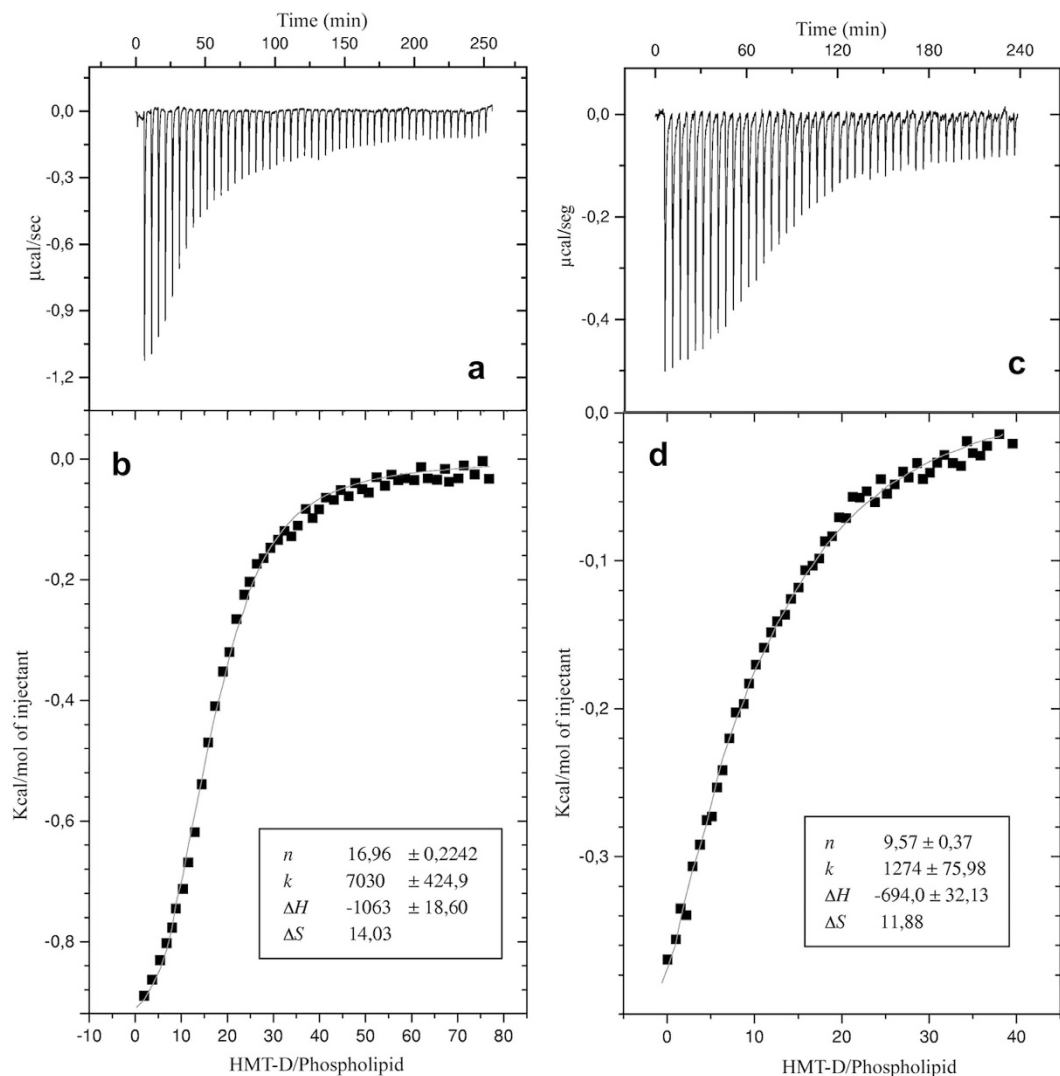 Time (min)
0 50 100 150 200 250
0,0
-0,3
-0,6
-0,9
-1,2
µcal/sec
a
Time (min)
0 60 120 180 240
0,0
-0,2
-0,4
µcal/seg
c
b
0,0
-0,2
-0,4
-0,6
-0,8
Kcal/mol of injectant
n 16,96 ± 0,2242
k 7030 ± 424,9
ΔH -1063 ± 18,60
ΔS 14,03
-10 0 10 20 30 40 50 60 70 80
HMT-D/Phospholipid
d
0,0
-0,1
-0,2
-0,3
Kcal/mol of injectant
n 9,57 ± 0,37
k 1274 ± 75,98
ΔH -694,0 ± 32,13
ΔS 11,88
0 10 20 30 40
HMT-D/Phospholipid